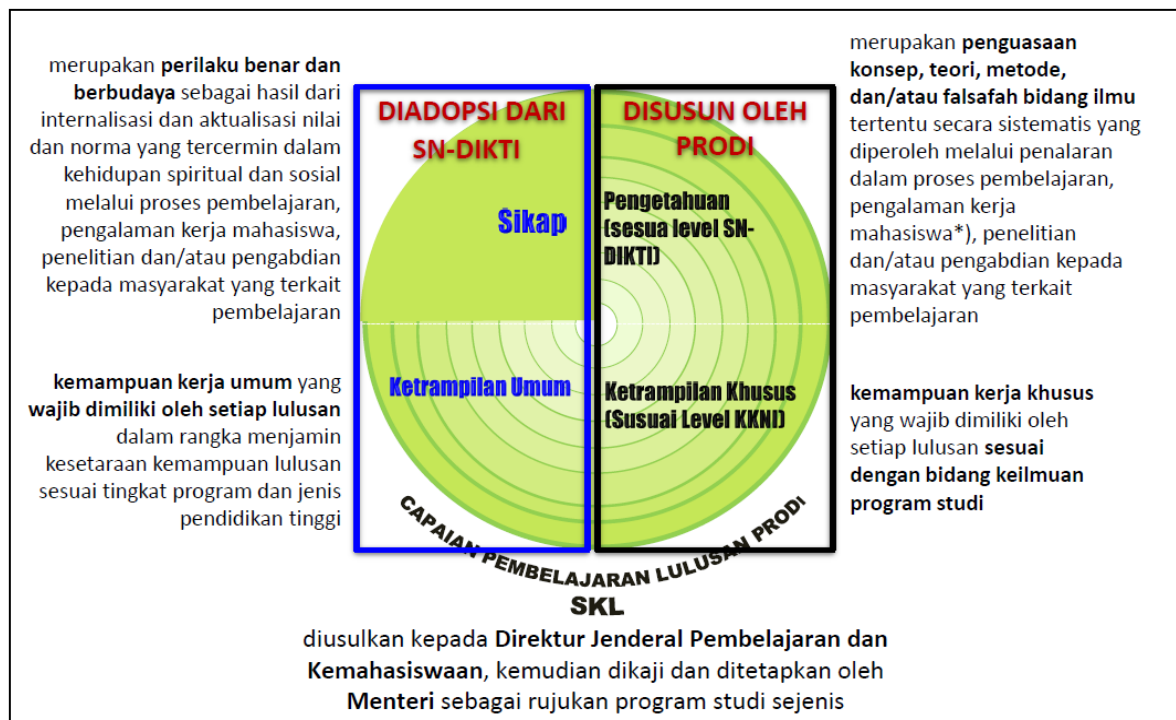 merupakan perilaku benar dan
berbudaya sebagai hasil dari
internalisasi dan aktualisasi nilai
dan norma yang tercermin dalam
kehidupan spiritual dan sosial
melalui proses pembelajaran,
pengalaman kerja mahasiswa,
penelitian dan/atau pengabdian
kepada masyarakat yang terkait
pembelajaran
kemampuan kerja umum yang
wajib dimiliki oleh setiap lulusan
dalam rangka menjamin
kesetaraan kemampuan lulusan
sesuai tingkat program dan jenis
pendidikan tinggi
DIADOPSI DARI
SN-DIKTI
Sikap
Ketrampilan Umum
DISUSUN OLEH
PRODI
Pengetahuan
(sesua level SN-
DIKTI)
Ketrampilan Khusus
(Susuai Level KKNI)
merupakan penguasaan
konsep, teori, metode,
dan/atau falsafah bidang ilmu
tertentu secara sistematis yang
diperoleh melalui penalaran
dalam proses pembelajaran,
pengalaman kerja
mahasiswa*), penelitian
dan/atau pengabdian kepada
masyarakat yang terkait
pembelajaran
kemampuan kerja khusus
yang wajib dimiliki oleh
setiap lulusan sesuai
dengan bidang keilmuan
program studi
CAPAIAN PEMBELAJARAN LULUSAN PRODI
SKL
diusulkan kepada Direktur Jenderal Pembelajaran dan
Kemahasiswaan, kemudian dikaji dan ditetapkan oleh
Menteri sebagai rujukan program studi sejenis